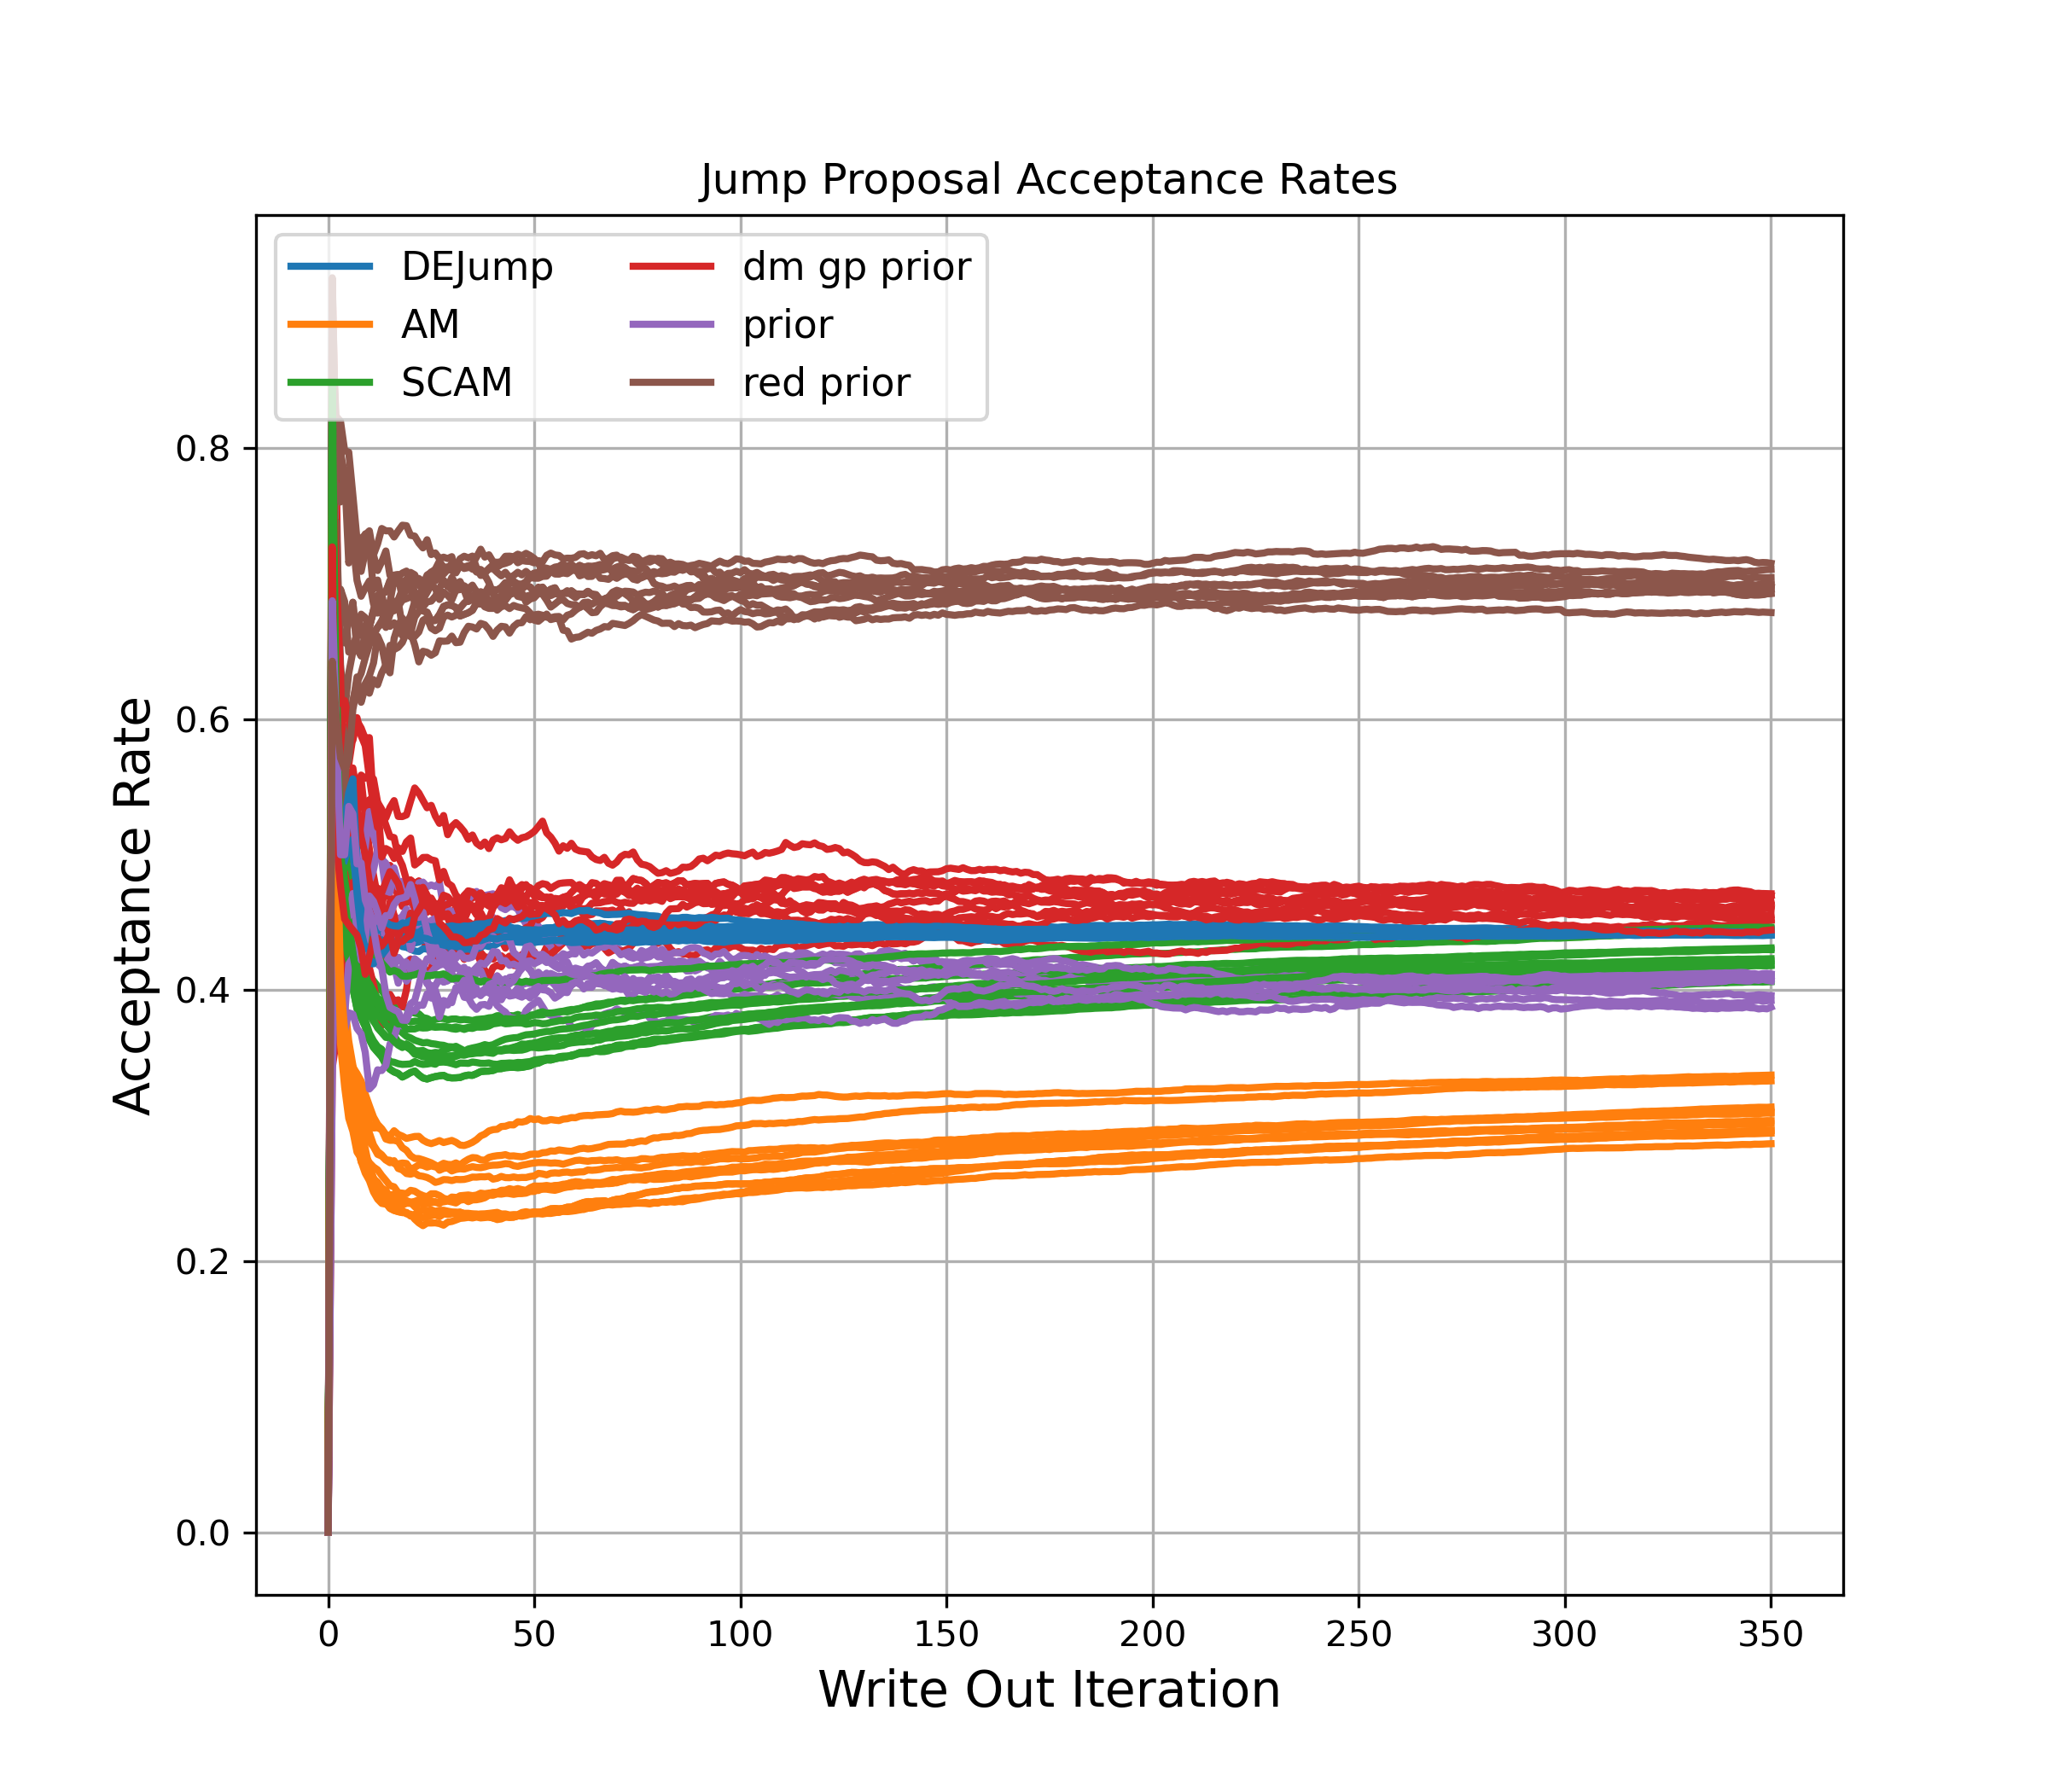 Jump Proposal Acceptance Rates
DEJump
AM
SCAM
dm gp prior
prior
red prior
Acceptance Rate
0.8
0.6
0.4
0.2
0.0
0 50 100 150 200 250 300 350
Write Out Iteration